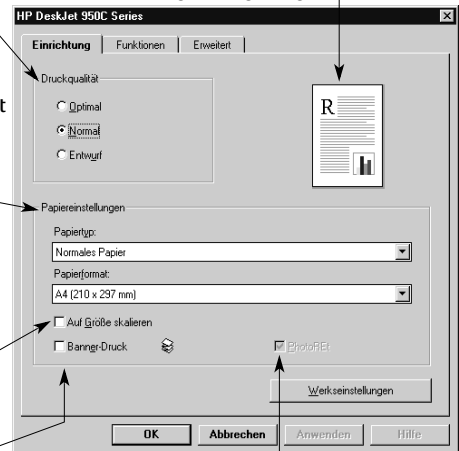 HP DeskJet 950C Series
Einrichtung Funktionen Erweitert
Druckqualität
Optimal
Normal
Entwurf
R
t
Papiereinstellungen
Papiertyp:
Normales Papier
Papierformat:
A4 (210 x 297 mm)
Auf Größe skalieren
Banner-Druck PhotoREt
Werkseinstellungen
OK Abbrechen Anwenden Hilfe